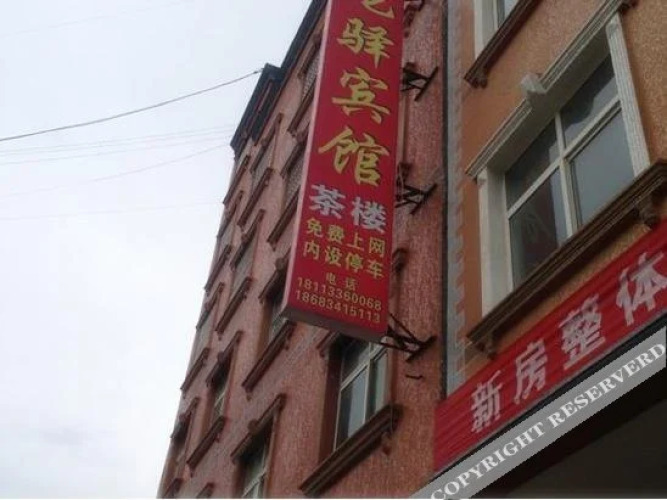 驿宾馆
茶楼
免费上网
内设停车
电话
18113360068
18683415113
新房整体
COPYRIGHT RESERVERD